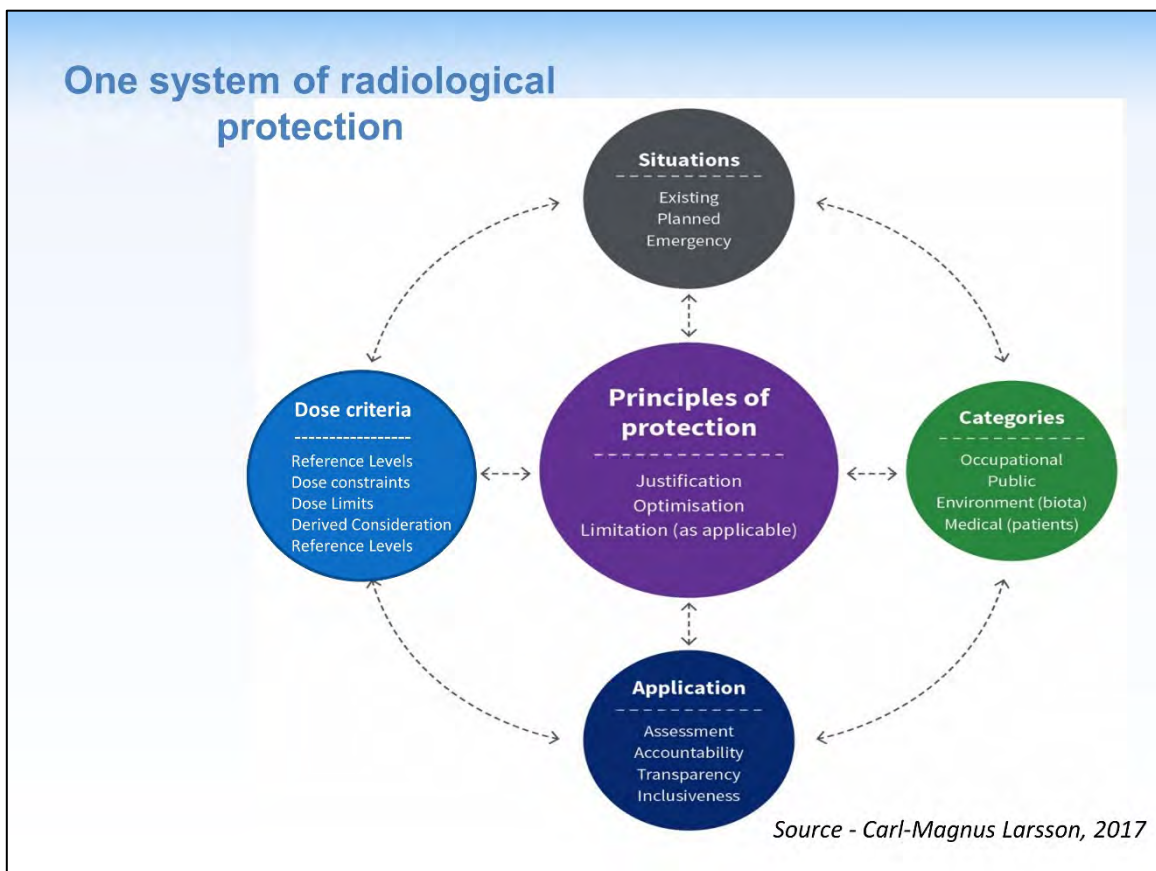 One system of radiological
protection
Situations
Existing
Planned
Emergency
Dose criteria
-----------------
Reference Levels
Dose constraints
Dose Limits
Derived Consideration
Reference Levels
Principles of
protection
Justification
Optimisation
Limitation (as applicable)
Categories
Occupational
Public
Environment (biota)
Medical (patients)
Application
Assessment
Accountability
Transparency
Inclusiveness
Source - Carl-Magnus Larsson, 2017